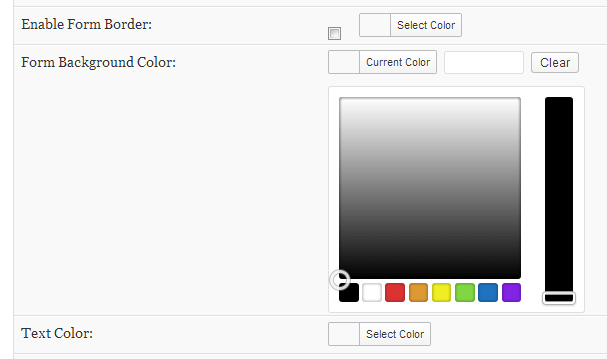 Enable Form Border: Select Color
Form Background Color: Current Color Clear
Text Color: Select Color